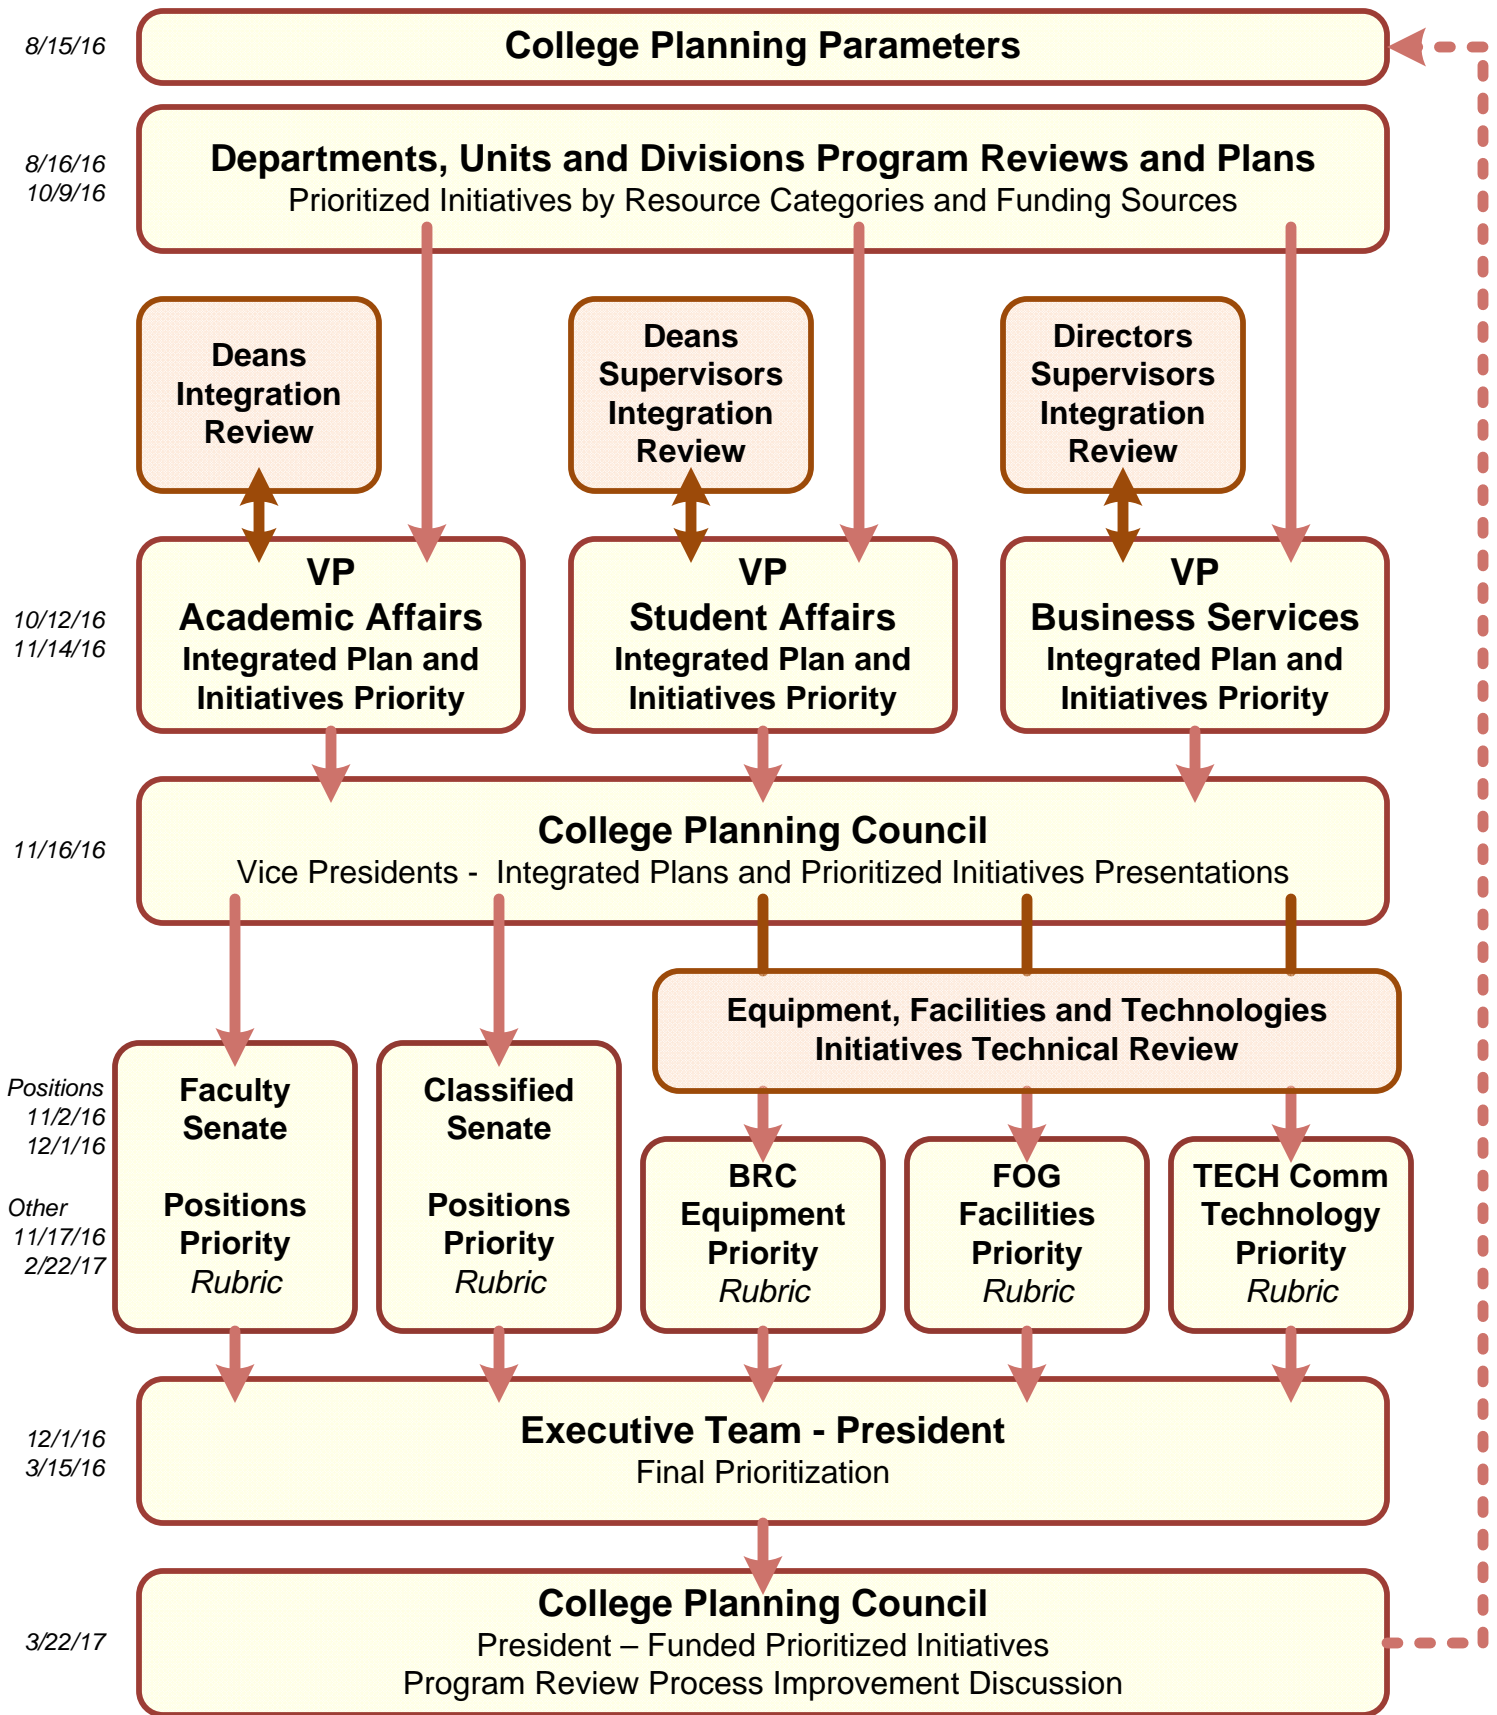 8/15/16
College Planning Parameters
8/16/16
10/9/16
Departments, Units and Divisions Program Reviews and Plans
Prioritized Initiatives by Resource Categories and Funding Sources
Deans
Integration
Review
Deans
Supervisors
Integration
Review
Directors
Supervisors
Integration
Review
10/12/16
11/14/16
VP
Academic Affairs
Integrated Plan and
Initiatives Priority
VP
Student Affairs
Integrated Plan and
Initiatives Priority
VP
Business Services
Integrated Plan and
Initiatives Priority
11/16/16
College Planning Council
Vice Presidents - Integrated Plans and Prioritized Initiatives Presentations
Equipment, Facilities and Technologies
Initiatives Technical Review
Positions
11/2/16
12/1/16
Other
11/17/16
2/22/17
Faculty
Senate
Positions
Priority
Rubric
Classified
Senate
Positions
Priority
Rubric
BRC
Equipment
Priority
Rubric
FOG
Facilities
Priority
Rubric
TECH Comm
Technology
Priority
Rubric
12/1/16
3/15/16
Executive Team - President
Final Prioritization
3/22/17
College Planning Council
President – Funded Prioritized Initiatives
Program Review Process Improvement Discussion